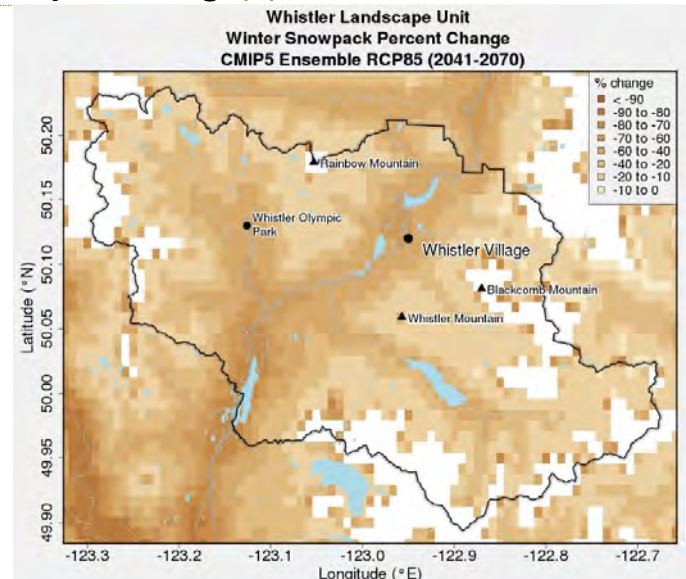 Whistler Landscape Unit
Winter Snowpack Percent Change
CMIP5 Ensemble RCP85 (2041-2070)
% change
< -90
-90 to -80
-80 to -70
-70 to -60
-60 to -40
-40 to -20
-20 to -10
-10 to 0
Rainbow Mountain
Whistler Olympic
Park
Whistler Village
Blackcomb Mountain
Whistler Mountain
Latitude (°N)
50.20
50.15
50.10
50.05
50.00
49.95
49.90
-123.3 -123.2 -123.1 -123.0 -122.9 -122.8 -122.7
Longitude (°E)